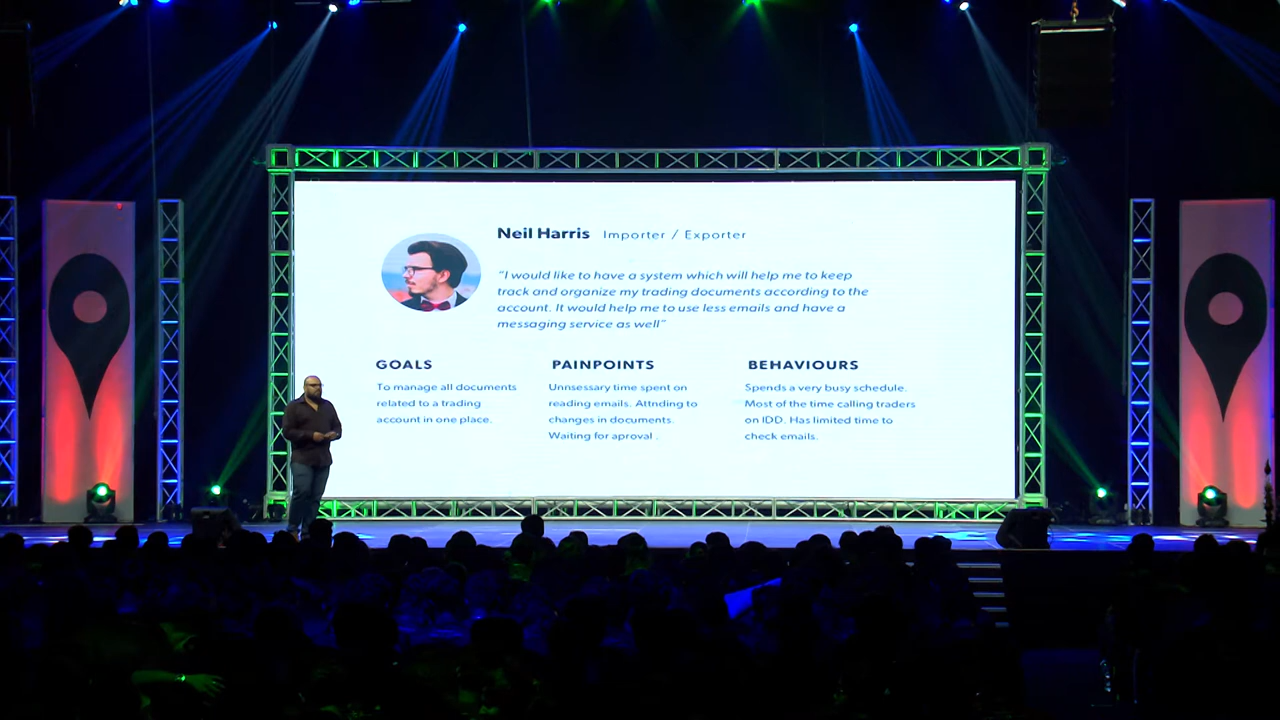 Neil Harris Importer / Exporter
"I would like to have a system which will help me to keep
track and organize my trading documents according to the
account. It would help me to use less emails and have a
messaging service as well"
GOALS
To manage all documents
related to a trading
account in one place.
PAINPOINTS
Unnsessary time spent on
reading emails. Attnding to
changes in documents.
Waiting for aproval .
BEHAVIOURS
Spends a very busy schedule.
Most of the time calling traders
on IDD. Has limited time to
check emails.